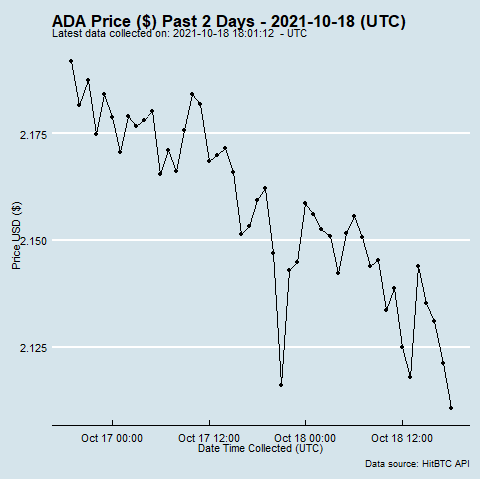 ADA Price ($) Past 2 Days - 2021-10-18 (UTC)
Latest data collected on: 2021-10-18 18:01:12 - UTC
2.175
2.150
2.125
Price USD ($)
Oct 17 00:00 Oct 17 12:00 Oct 18 00:00 Oct 18 12:00
Date Time Collected (UTC)
Data source: HitBTC API